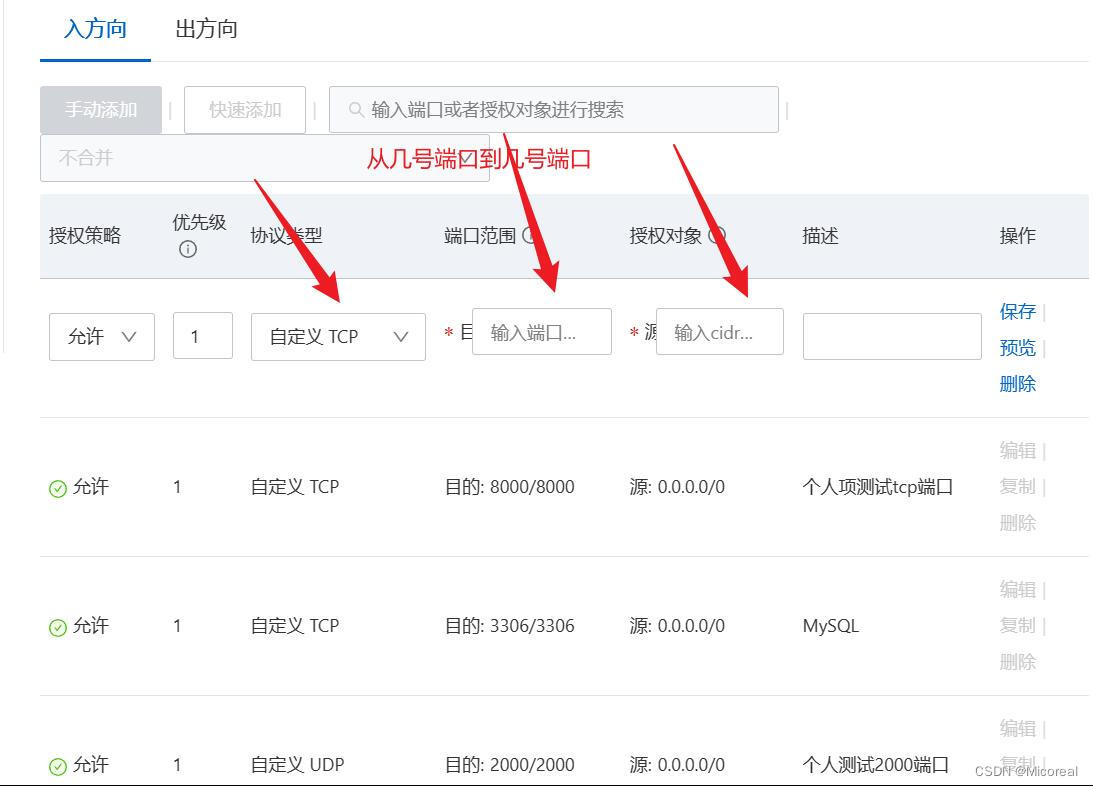 入方向 出方向
手动添加 | 快速添加 | 输入端口或者授权对象进行搜索 |
不合并 从几号端口到几号端口
授权策略 优先级 协议类型 端口范围 授权对象 描述 操作
允许 1 自定义 TCP * 目 输入端口... * 源 输入cidr... 保存 |
预览 |
删除
编辑 |
允许 1 自定义 TCP 目的: 8000/8000 源: 0.0.0.0/0 个人项测试tcp端口 复制 |
删除
编辑 |
允许 1 自定义 TCP 目的: 3306/3306 源: 0.0.0.0/0 MySQL 复制 |
删除
编辑 |
允许 1 自定义 UDP 目的: 2000/2000 源: 0.0.0.0/0 个人测试2000端口 复制 |
CSDN @Micoreal